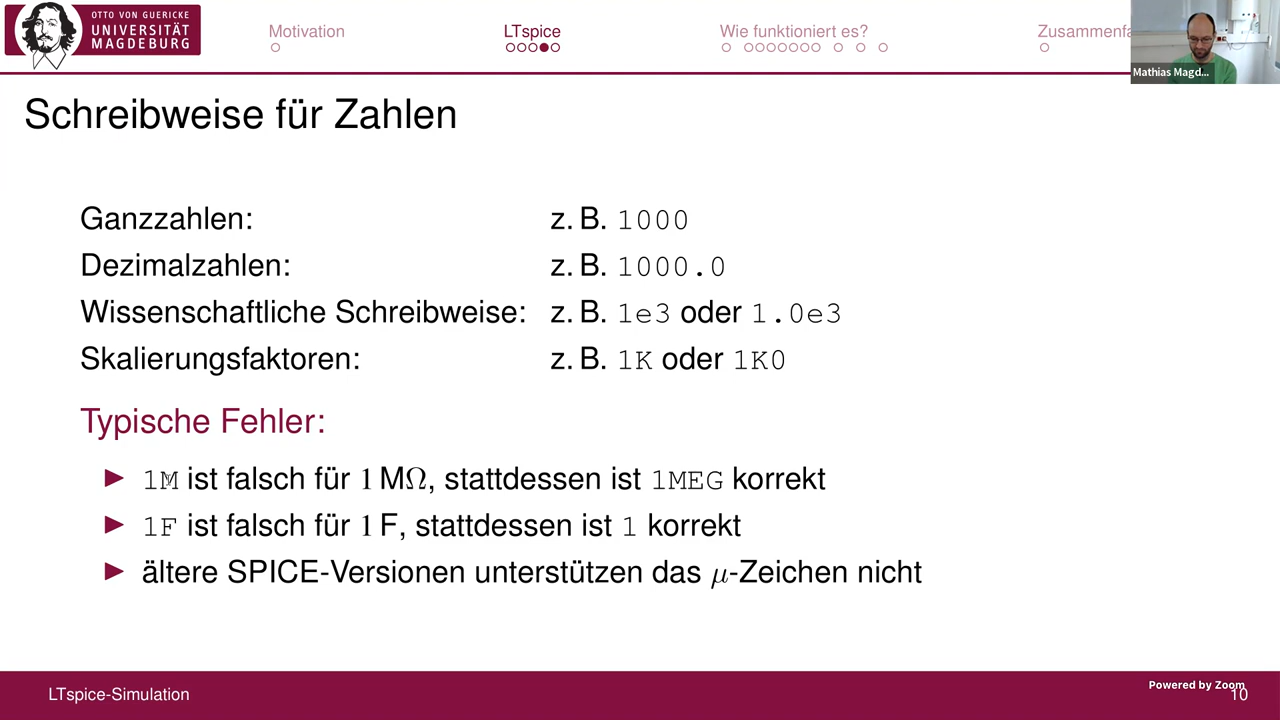 OTTO VON GUERICKE
UNIVERSITÄT
MAGDEBURG
Motivation
LTspice
Wie funktioniert es?
Zusammenfa
Mathias Magd...
Schreibweise für Zahlen
Ganzzahlen: z. B. 1000
Dezimalzahlen: z. B. 1000.0
Wissenschaftliche Schreibweise: z. B. 1e3 oder 1.0e3
Skalierungsfaktoren: z. B. 1K oder 1K0
Typische Fehler:
▶ 1M ist falsch für 1 MΩ, stattdessen ist 1MEG korrekt
▶ 1F ist falsch für 1 F, stattdessen ist 1 korrekt
▶ ältere SPICE-Versionen unterstützen das μ-Zeichen nicht
LTspice-Simulation
Powered by Zoom
10